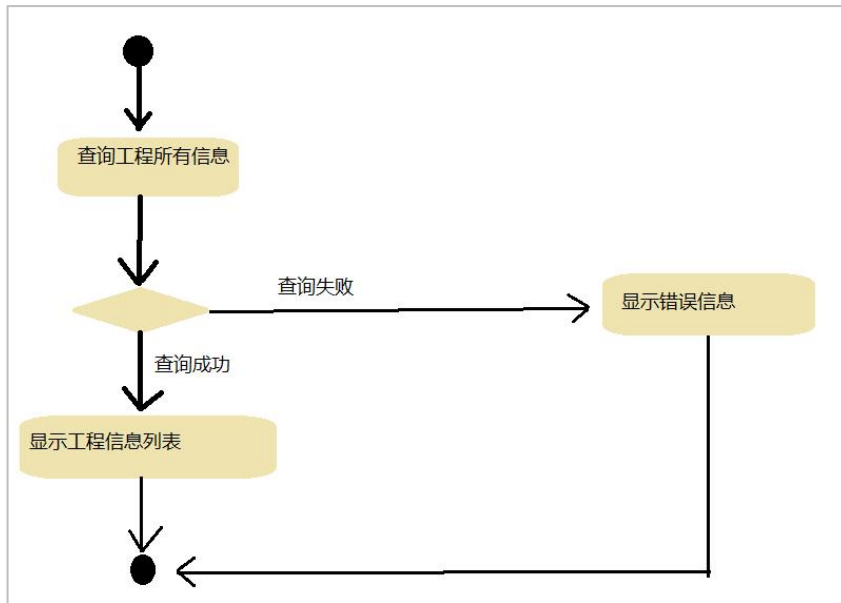 查询工程所有信息
查询失败
显示错误信息
查询成功
显示工程信息列表